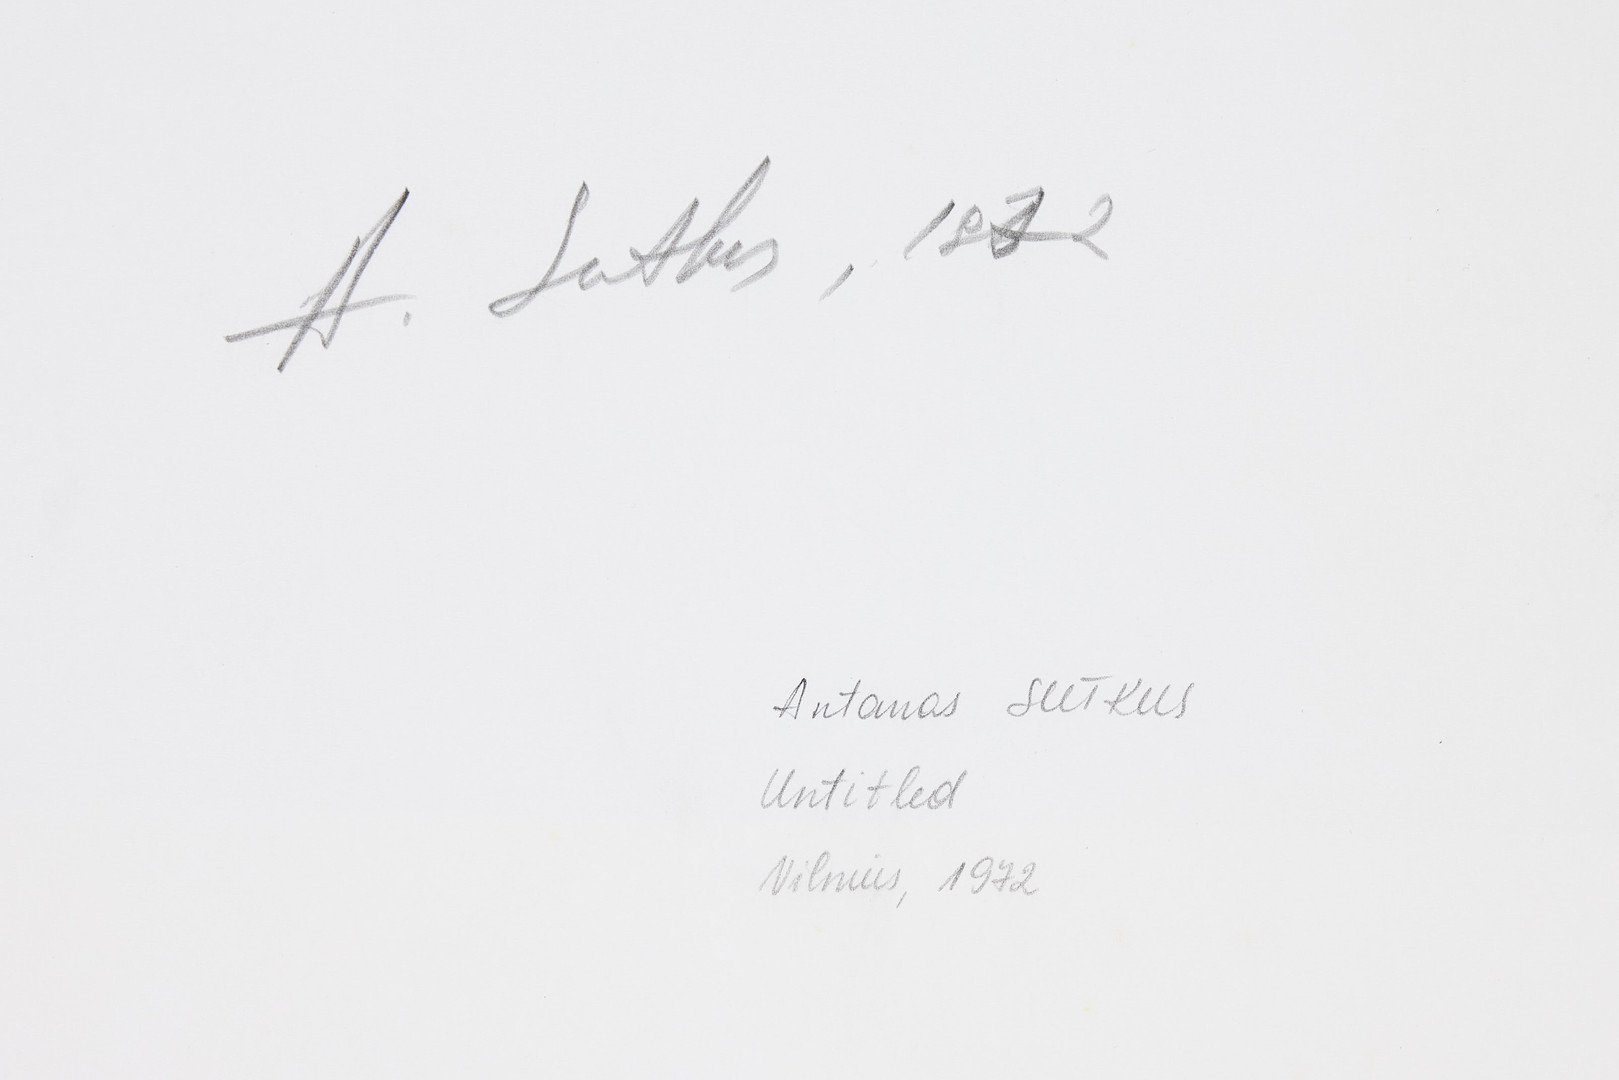 A. Sutkus, 1972
Antanas SUTKUS
Untitled
Vilnius, 1972